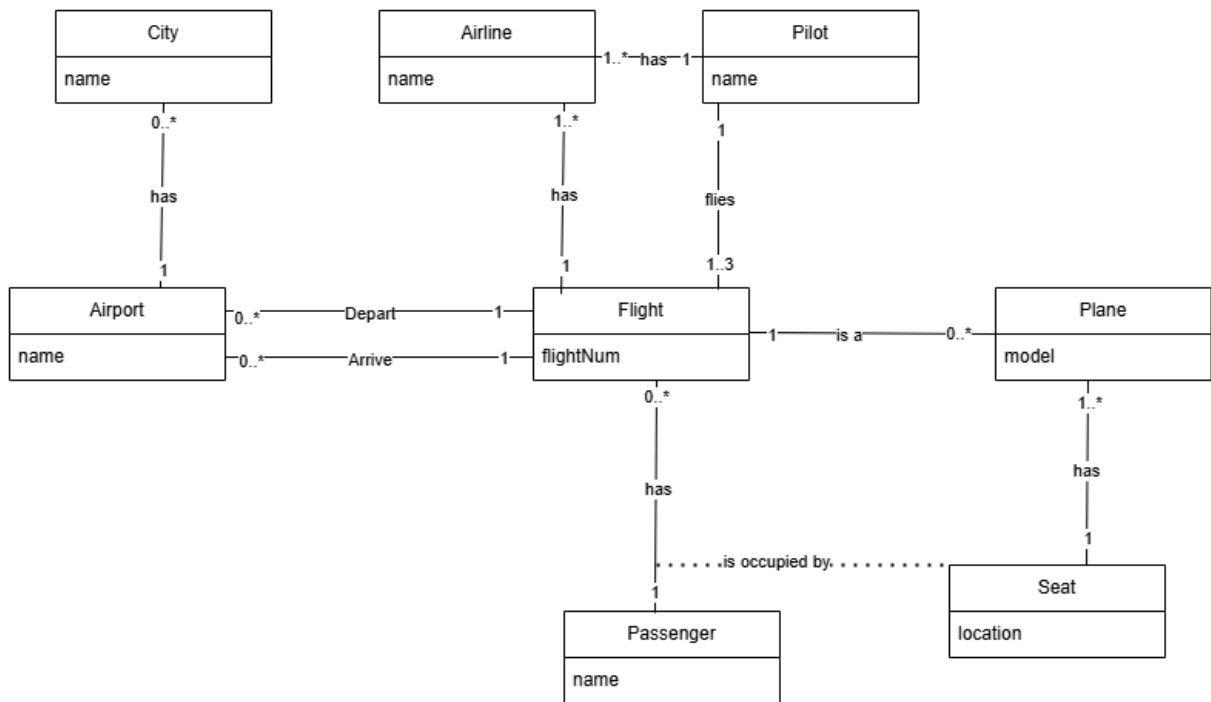 City
Airline
Pilot
name
name
1..* has 1
name
0..*
1..*
1
has
has
flies
1
1
1..3
Airport
Flight
Plane
0..* Depart 1
1 is a 0..*
name
0..* Arrive 1
flightNum
model
0..*
1..*
has
has
is occupied by
1
1
Seat
Passenger
location
name